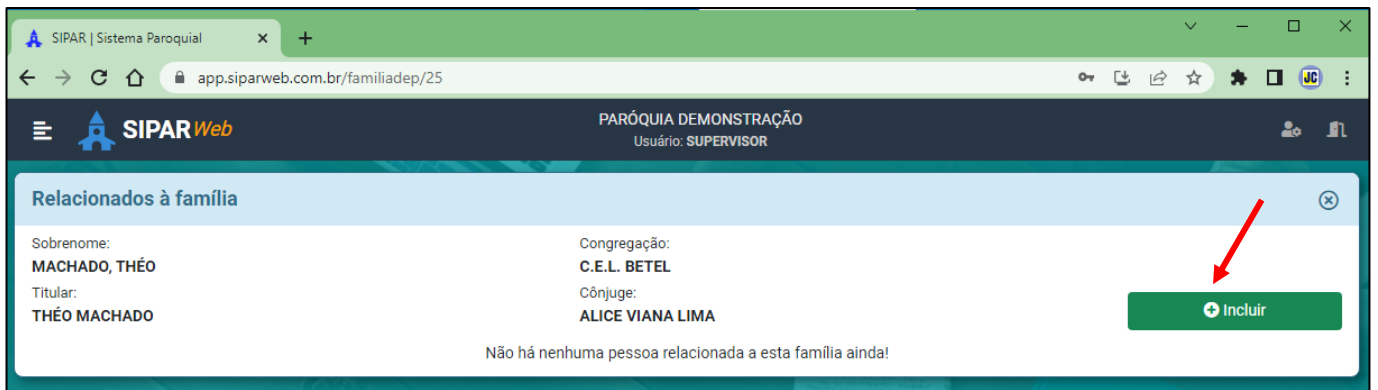 SIPAR | Sistema Paroquial
app.siparweb.com.br/familiadep/25
JC
SIPAR Web
PARÓQUIA DEMONSTRAÇÃO
Usuário: SUPERVISOR
Relacionados à família
Sobrenome:
MACHADO, THÉO
Congregação:
C.E.L. BETEL
Titular:
THÉO MACHADO
Cônjuge:
ALICE VIANA LIMA
Incluir
Não há nenhuma pessoa relacionada a esta família ainda!